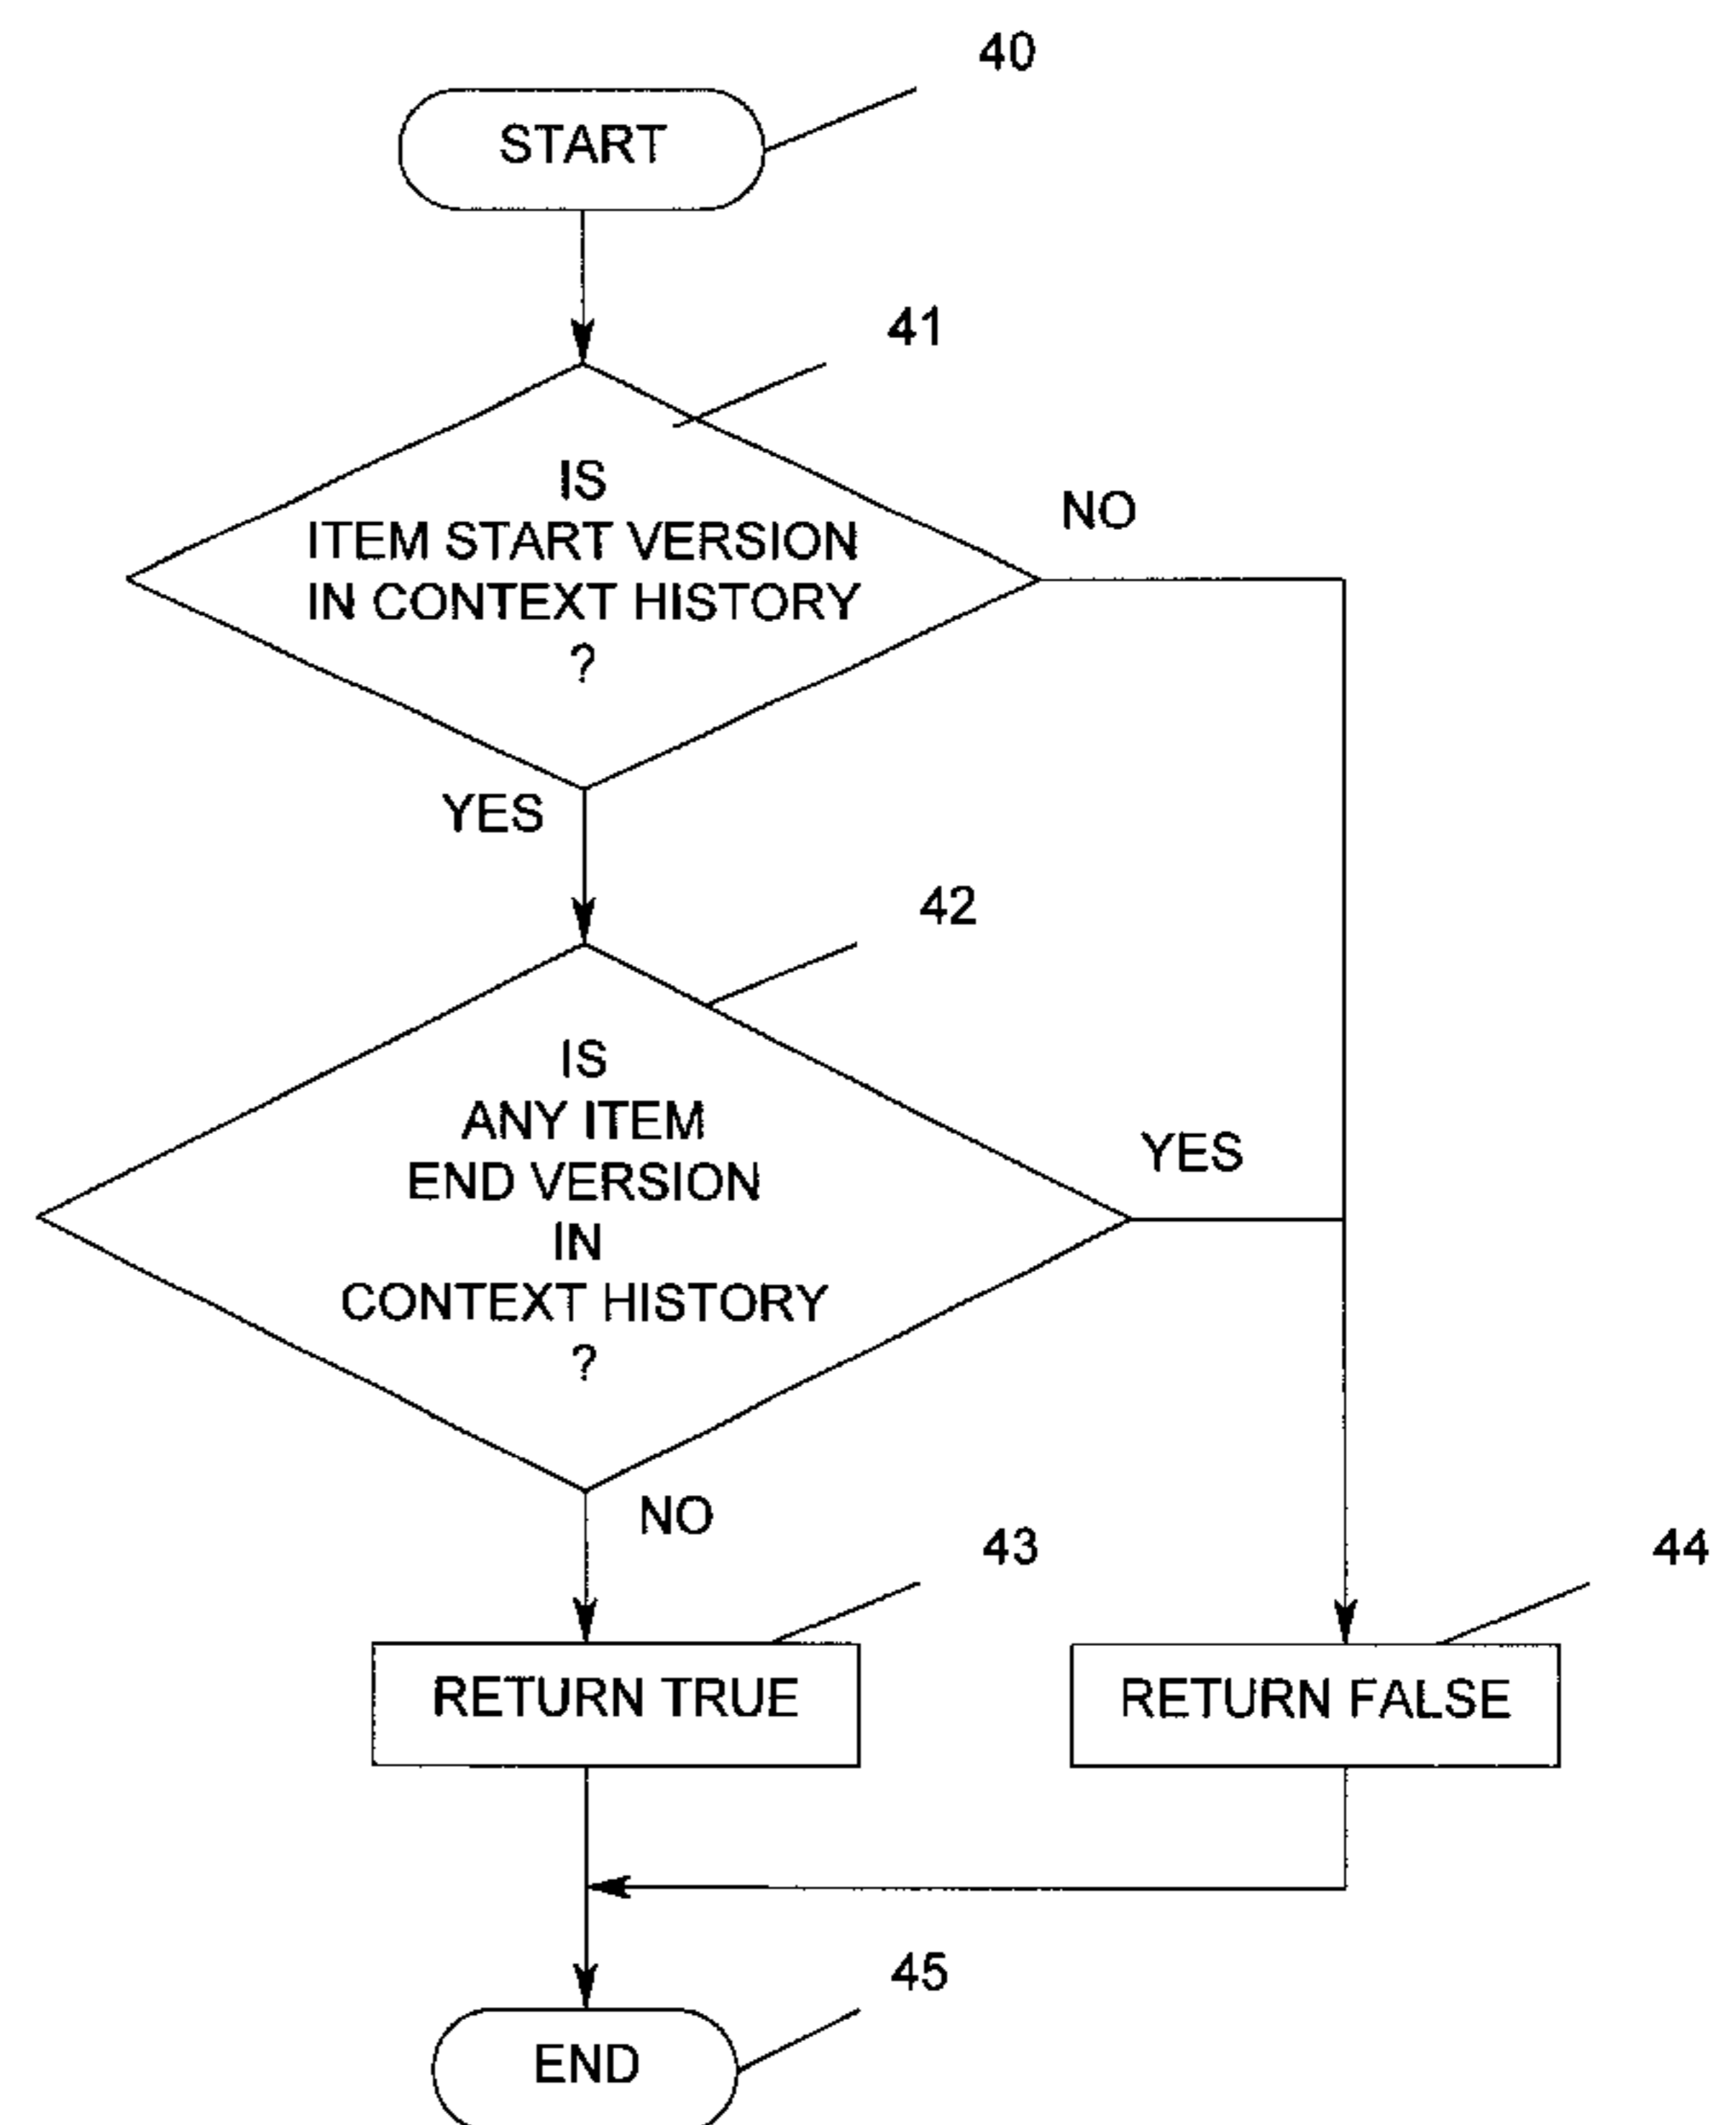 40
START
41
IS
ITEM START VERSION
IN CONTEXT HISTORY
?
NO
YES
42
IS
ANY ITEM
END VERSION
IN
CONTEXT HISTORY
?
YES
NO
43
44
RETURN TRUE
RETURN FALSE
45
END